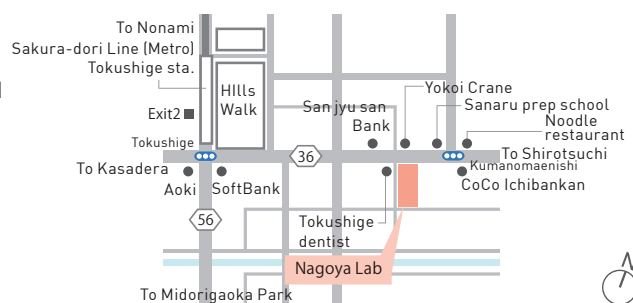 To Nonami
Sakura-dori Line (Metro)
Tokushige sta.
HIlls
Walk
Exit2
Tokushige
San jyu san
Bank
Yokoi Crane
Sanaru prep school
Noodle
restaurant
36
To Shirotsuchi
Kumanomaenishi
To Kasadera
Aoki
SoftBank
CoCo Ichibankan
56
Tokushige
dentist
Nagoya Lab
To Midorigaoka Park
N